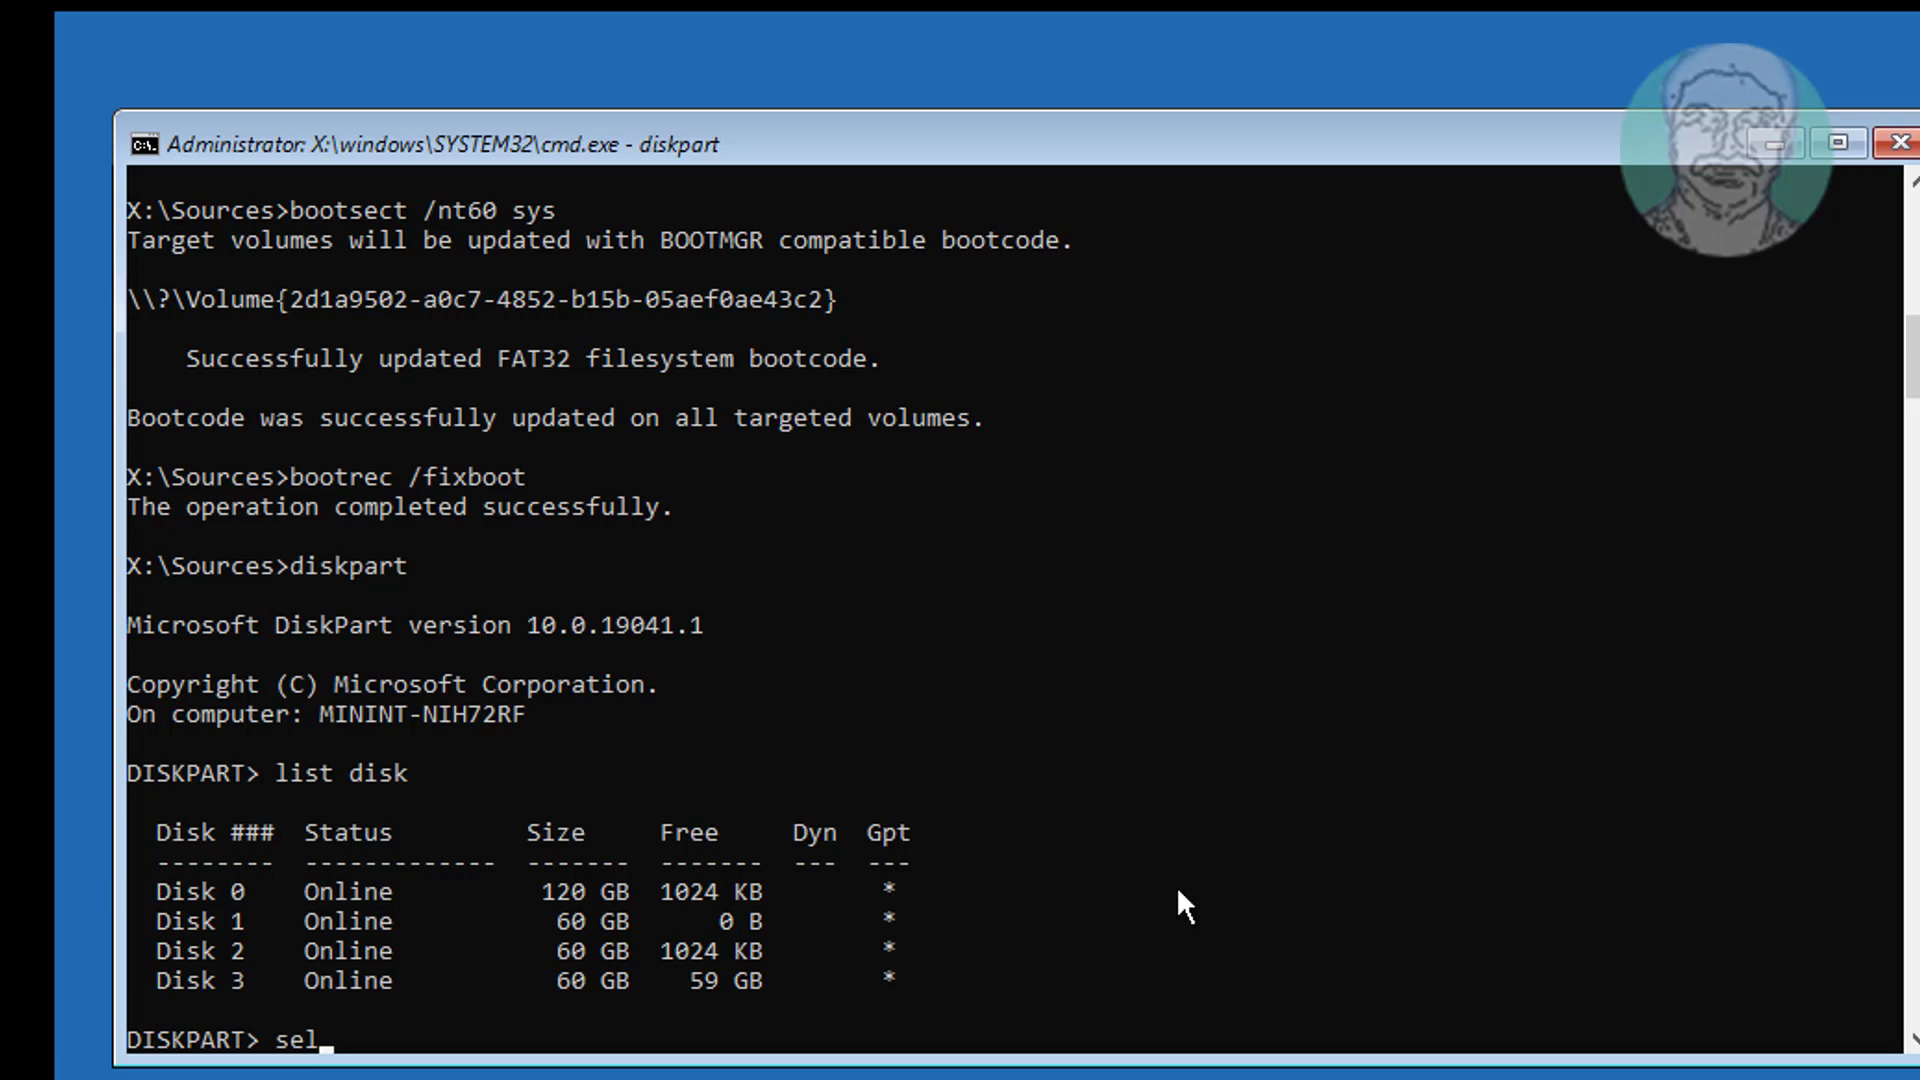 Administrator: X:\windows\SYSTEM32\cmd.exe - diskpart
X:\Sources>bootsect /nt60 sys
Target volumes will be updated with BOOTMGR compatible bootcode.
\\?\Volume{2d1a9502-a0c7-4852-b15b-05aef0ae43c2}
Successfully updated FAT32 filesystem bootcode.
Bootcode was successfully updated on all targeted volumes.
X:\Sources>bootrec /fixboot
The operation completed successfully.
X:\Sources>diskpart
Microsoft DiskPart version 10.0.19041.1
Copyright (C) Microsoft Corporation.
On computer: MININT-NIH72RF
DISKPART> list disk
Disk ### Status Size Free Dyn Gpt
-------- ------------- ------- ------- --- ---
Disk 0 Online 120 GB 1024 KB *
Disk 1 Online 60 GB 0 B *
Disk 2 Online 60 GB 1024 KB *
Disk 3 Online 60 GB 59 GB *
DISKPART> sel_